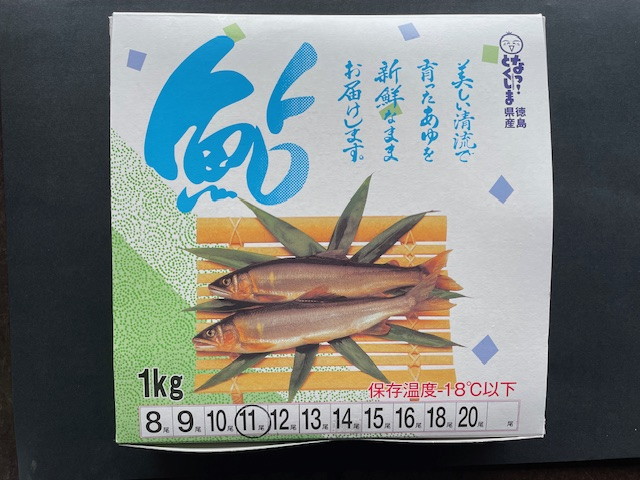 鮎
美しい清流で
育ったあゆを
新鮮なまま
お届けします。
なっ!
とくしま
徳島
県産
1kg
保存温度-18℃以下
8尾 9尾 10尾 11尾 12尾 13尾 14尾 15尾 16尾 18尾 20尾 尾